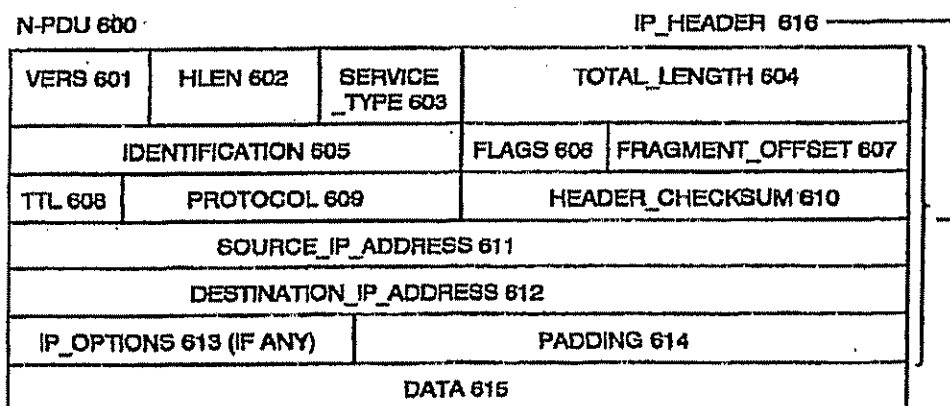 N-PDU 600
IP_HEADER 616
VERS 601 HLEN 602 SERVICE _TYPE 603 TOTAL_LENGTH 604
IDENTIFICATION 605 FLAGS 606 FRAGMENT_OFFSET 607
TTL 608 PROTOCOL 609 HEADER_CHECKSUM 610
SOURCE_IP_ADDRESS 611
DESTINATION_IP_ADDRESS 612
IP_OPTIONS 613 (IF ANY) PADDING 614
DATA 615